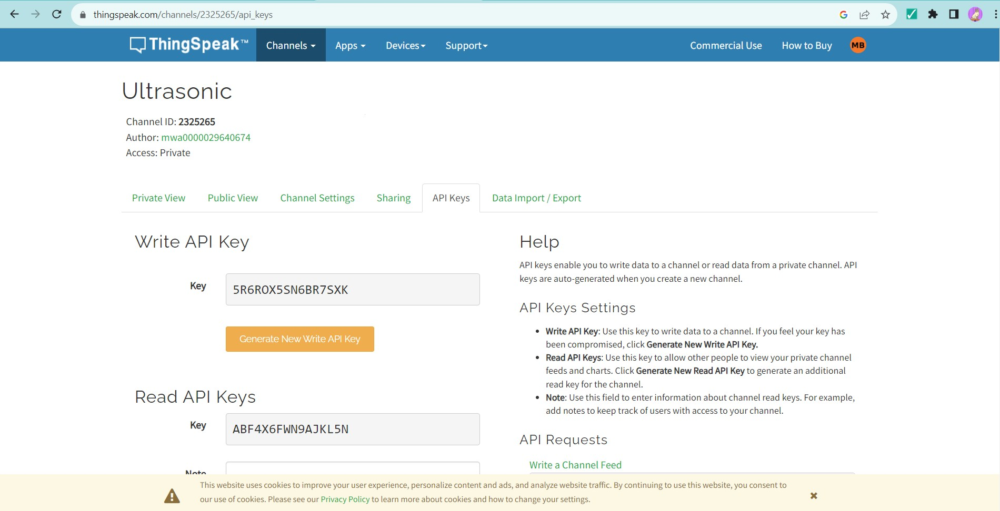 thingspeak.com/channels/2325265/api_keys
ThingSpeak™ Channels Apps Devices Support Commercial Use How to Buy MB
Ultrasonic
Channel ID: 2325265
Author: mwa0000029640674
Access: Private
Private View Public View Channel Settings Sharing API Keys Data Import / Export
Write API Key
Key 5R6ROX5SN6BR7SXK
Generate New Write API Key
Read API Keys
Key ABF4X6FWN9AJKL5N
Note
Help
API keys enable you to write data to a channel or read data from a private channel. API
keys are auto-generated when you create a new channel.
API Keys Settings
• Write API Key: Use this key to write data to a channel. If you feel your key has
been compromised, click Generate New Write API Key.
• Read API Keys: Use this key to allow other people to view your private channel
feeds and charts. Click Generate New Read API Key to generate an additional
read key for the channel.
• Note: Use this field to enter information about channel read keys. For example,
add notes to keep track of users with access to your channel.
API Requests
Write a Channel Feed
This website uses cookies to improve your user experience, personalize content and ads, and analyze website traffic. By continuing to use this website, you consent to
our use of cookies. Please see our Privacy Policy to learn more about cookies and how to change your settings.